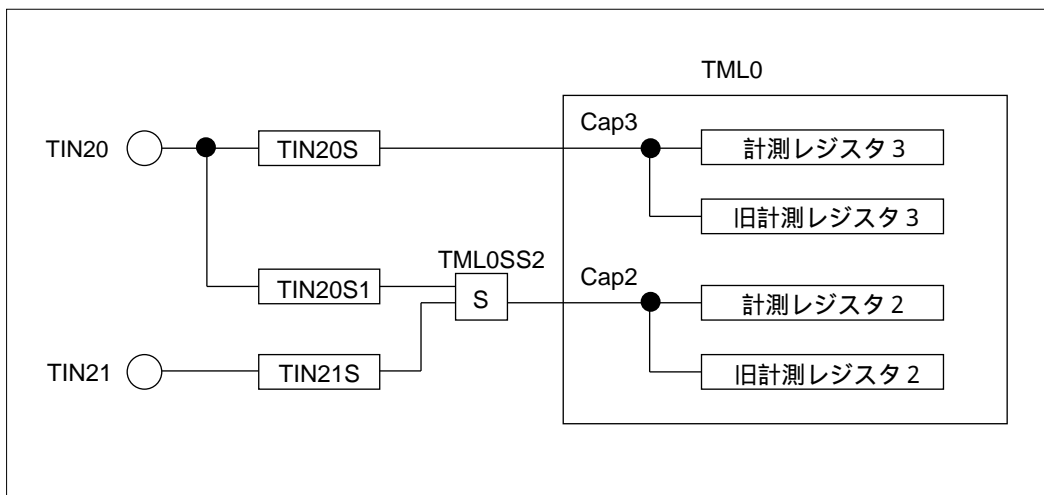 TML0
Cap3
TIN20
TIN20S
計測レジスタ3
旧計測レジスタ3
TML0SS2
Cap2
TIN20S1
S
計測レジスタ2
TIN21
TIN21S
旧計測レジスタ2